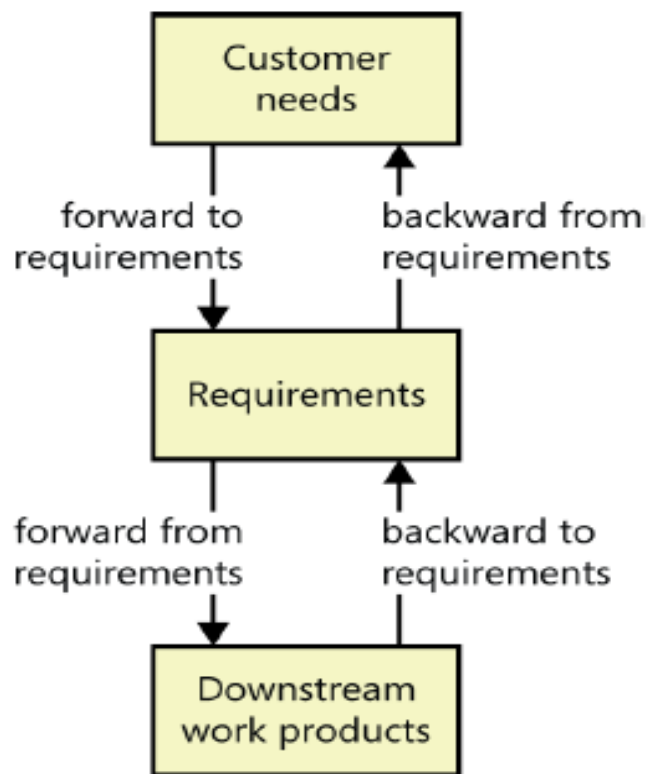 Customer
needs
forward to
requirements
backward from
requirements
Requirements
forward from
requirements
backward to
requirements
Downstream
work products